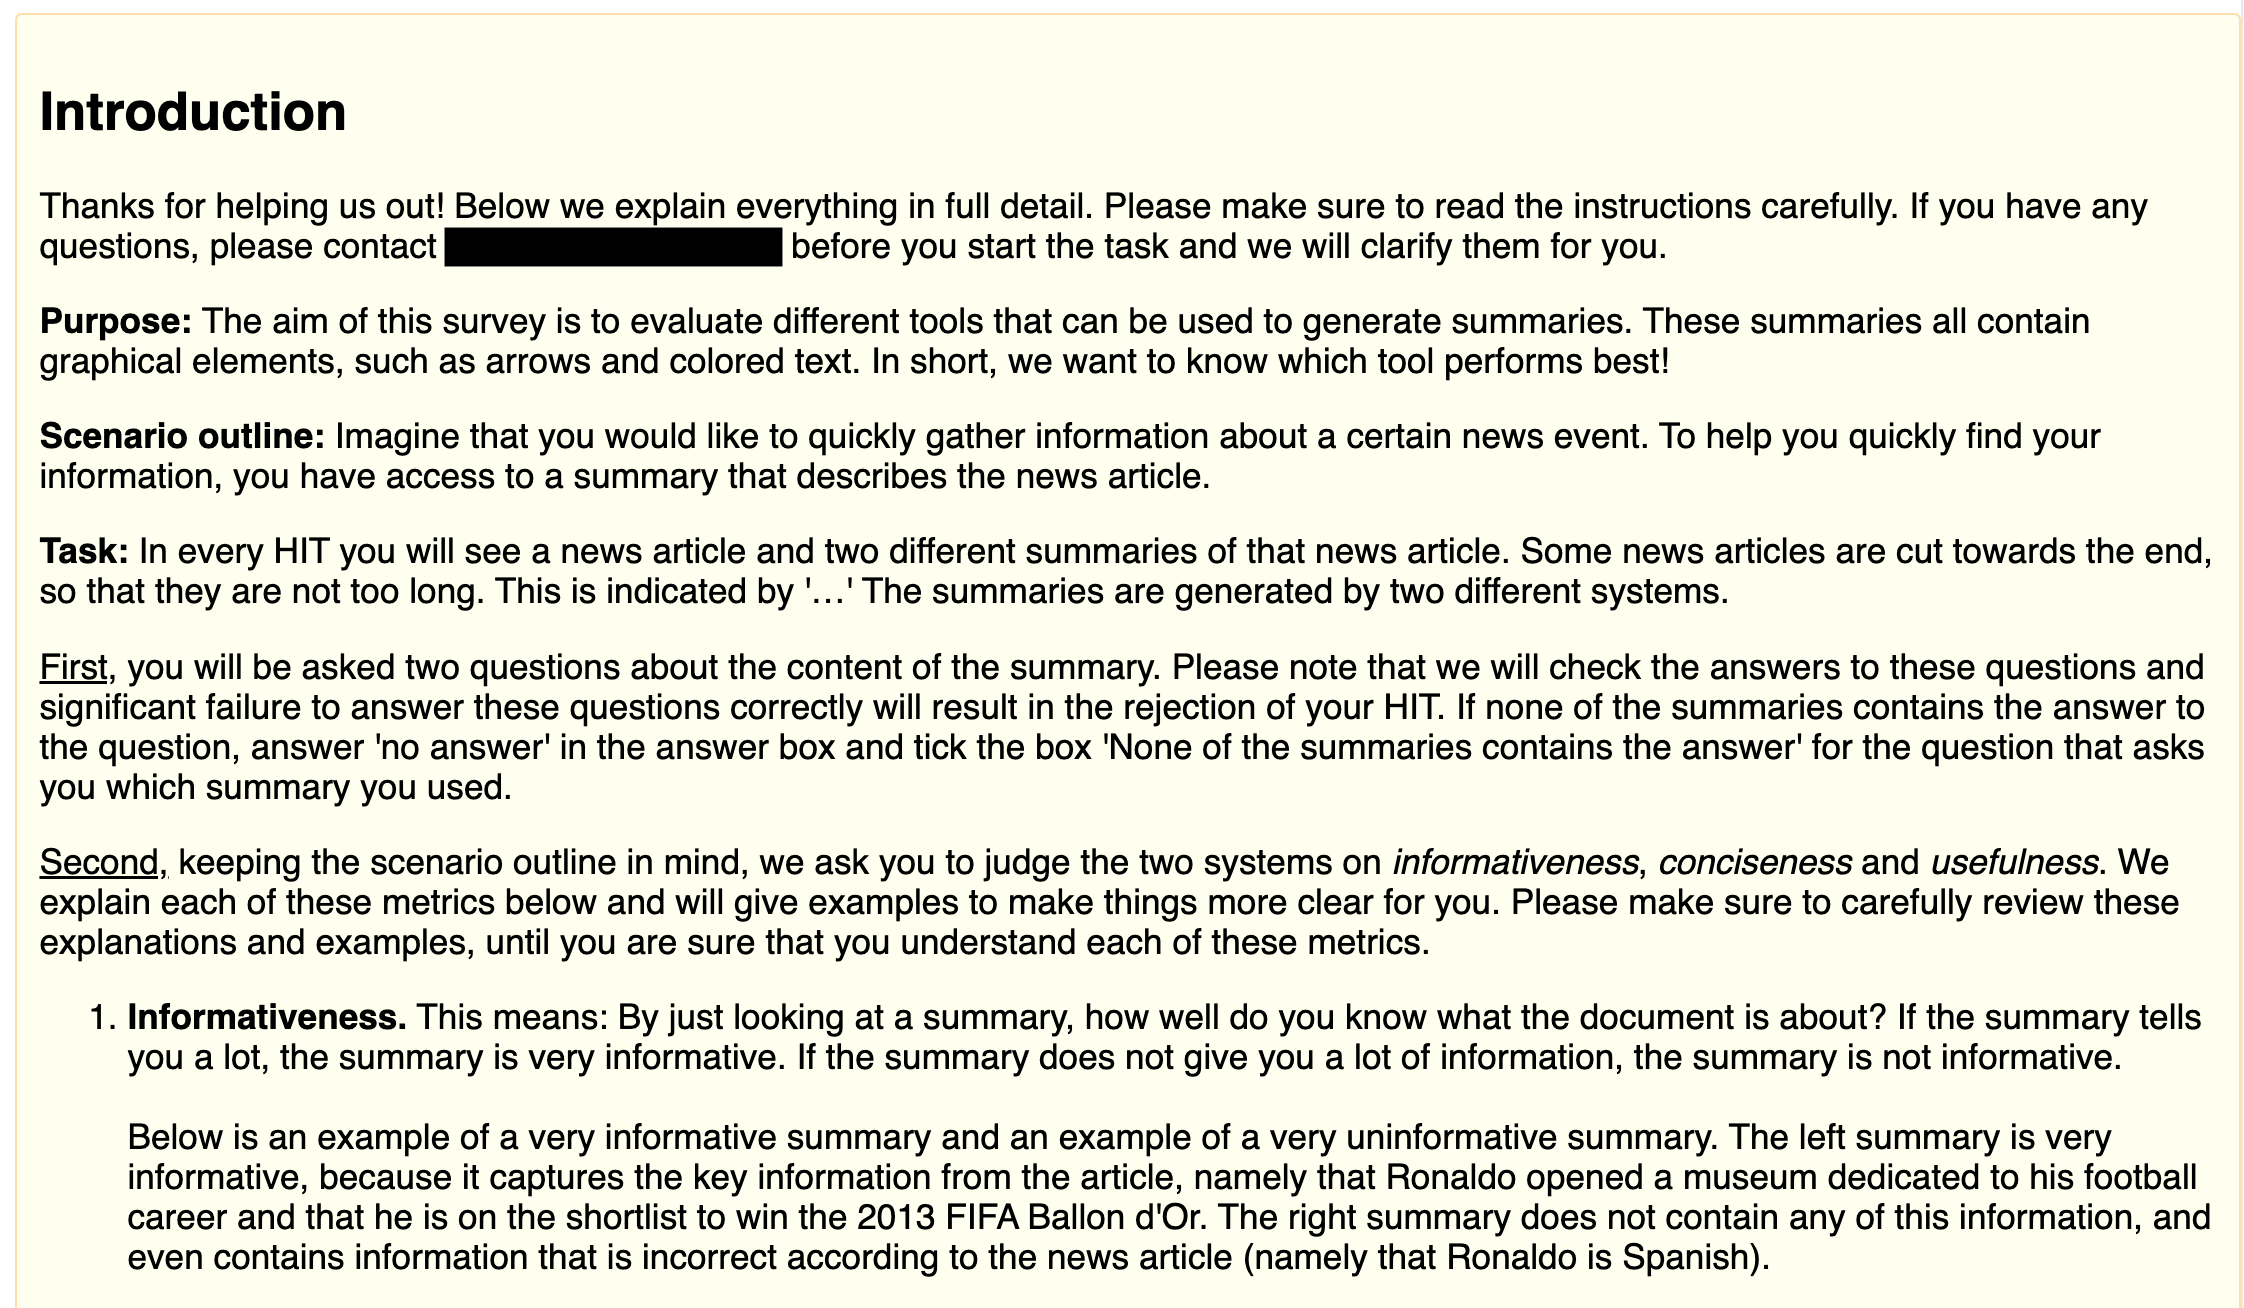 Introduction
Thanks for helping us out! Below we explain everything in full detail. Please make sure to read the instructions carefully. If you have any
questions, please contact before you start the task and we will clarify them for you.
Purpose: The aim of this survey is to evaluate different tools that can be used to generate summaries. These summaries all contain
graphical elements, such as arrows and colored text. In short, we want to know which tool performs best!
Scenario outline: Imagine that you would like to quickly gather information about a certain news event. To help you quickly find your
information, you have access to a summary that describes the news article.
Task: In every HIT you will see a news article and two different summaries of that news article. Some news articles are cut towards the end,
so that they are not too long. This is indicated by '…' The summaries are generated by two different systems.
First, you will be asked two questions about the content of the summary. Please note that we will check the answers to these questions and
significant failure to answer these questions correctly will result in the rejection of your HIT. If none of the summaries contains the answer to
the question, answer 'no answer' in the answer box and tick the box 'None of the summaries contains the answer' for the question that asks
you which summary you used.
Second, keeping the scenario outline in mind, we ask you to judge the two systems on informativeness, conciseness and usefulness. We
explain each of these metrics below and will give examples to make things more clear for you. Please make sure to carefully review these
explanations and examples, until you are sure that you understand each of these metrics.
1. Informativeness. This means: By just looking at a summary, how well do you know what the document is about? If the summary tells
you a lot, the summary is very informative. If the summary does not give you a lot of information, the summary is not informative.
Below is an example of a very informative summary and an example of a very uninformative summary. The left summary is very
informative, because it captures the key information from the article, namely that Ronaldo opened a museum dedicated to his football
career and that he is on the shortlist to win the 2013 FIFA Ballon d'Or. The right summary does not contain any of this information, and
even contains information that is incorrect according to the news article (namely that Ronaldo is Spanish).